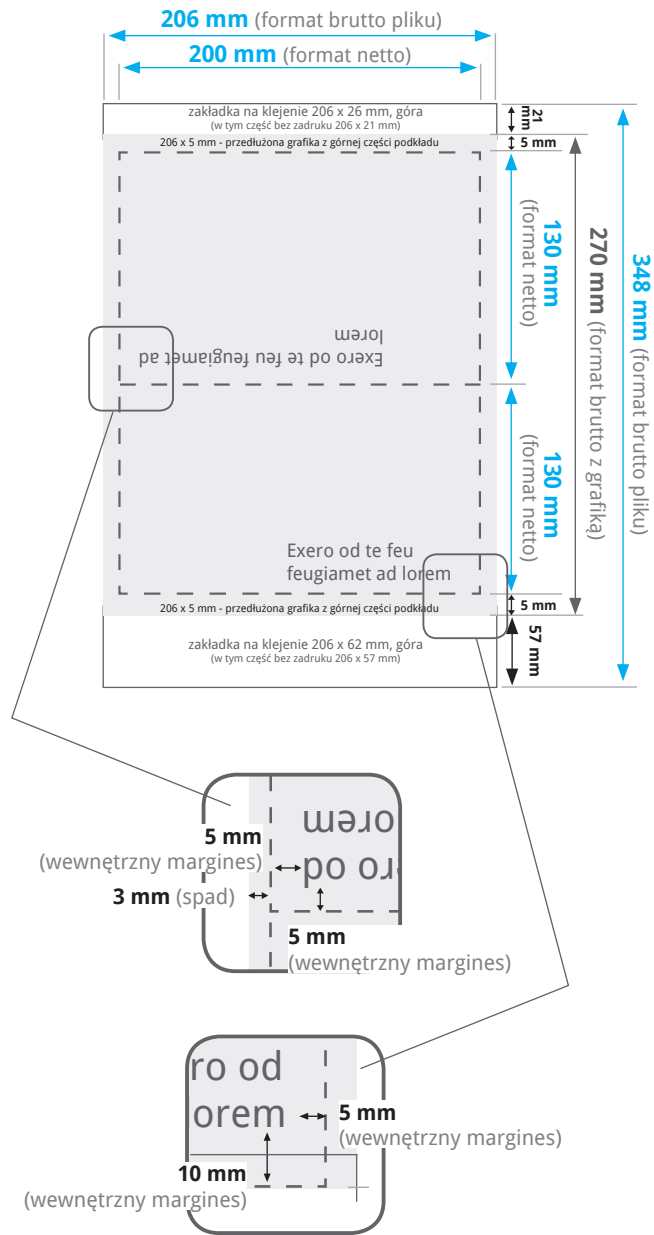 206 mm (format brutto pliku)
200 mm (format netto)
zakładka na klejenie 206 x 26 mm, góra
(w tym część bez zadruku 206 x 21 mm)
21 mm
206 x 5 mm - przedłużona grafika z górnej części podkładu
5 mm
130 mm
(format netto)
270 mm (format brutto z grafiką)
348 mm (format brutto pliku)
Exero od te feu feugiamet ad
lorem
130 mm
(format netto)
Exero od te feu
feugiamet ad lorem
206 x 5 mm - przedłużona grafika z górnej części podkładu
5 mm
zakładka na klejenie 206 x 62 mm, góra
(w tym część bez zadruku 206 x 57 mm)
57 mm
orem
ro od
5 mm
(wewnętrzny margines)
3 mm (spad)
5 mm
(wewnętrzny margines)
ro od
orem
5 mm
(wewnętrzny margines)
10 mm
(wewnętrzny margines)